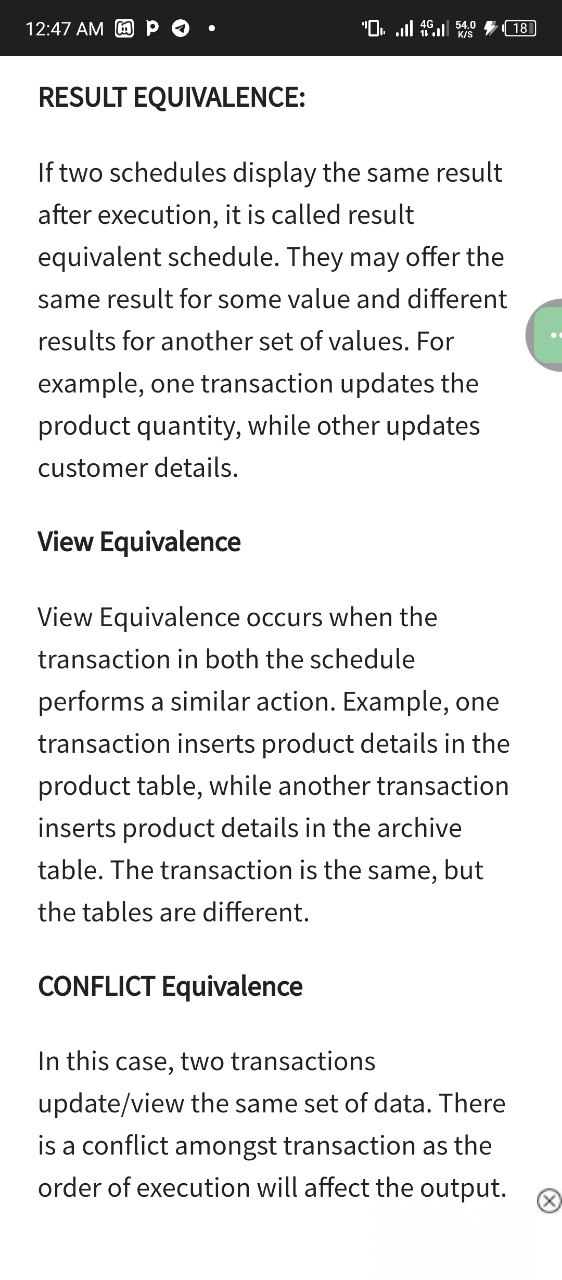 12:47 AM
4G 54.0 K/S 18
RESULT EQUIVALENCE:
If two schedules display the same result
after execution, it is called result
equivalent schedule. They may offer the
same result for some value and different
results for another set of values. For
example, one transaction updates the
product quantity, while other updates
customer details.
View Equivalence
View Equivalence occurs when the
transaction in both the schedule
performs a similar action. Example, one
transaction inserts product details in the
product table, while another transaction
inserts product details in the archive
table. The transaction is the same, but
the tables are different.
CONFLICT Equivalence
In this case, two transactions
update/view the same set of data. There
is a conflict amongst transaction as the
order of execution will affect the output.